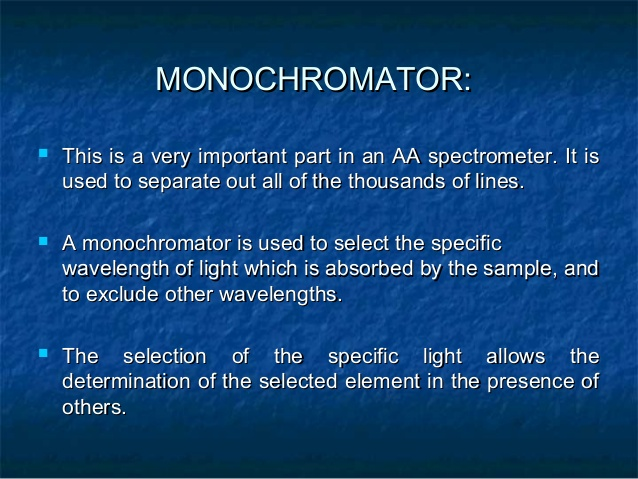 MONOCHROMATOR:
This is a very important part in an AA spectrometer. It is
used to separate out all of the thousands of lines.
A monochromator is used to select the specific
wavelength of light which is absorbed by the sample, and
to exclude other wavelengths.
The selection of the specific light allows the
determination of the selected element in the presence of
others.